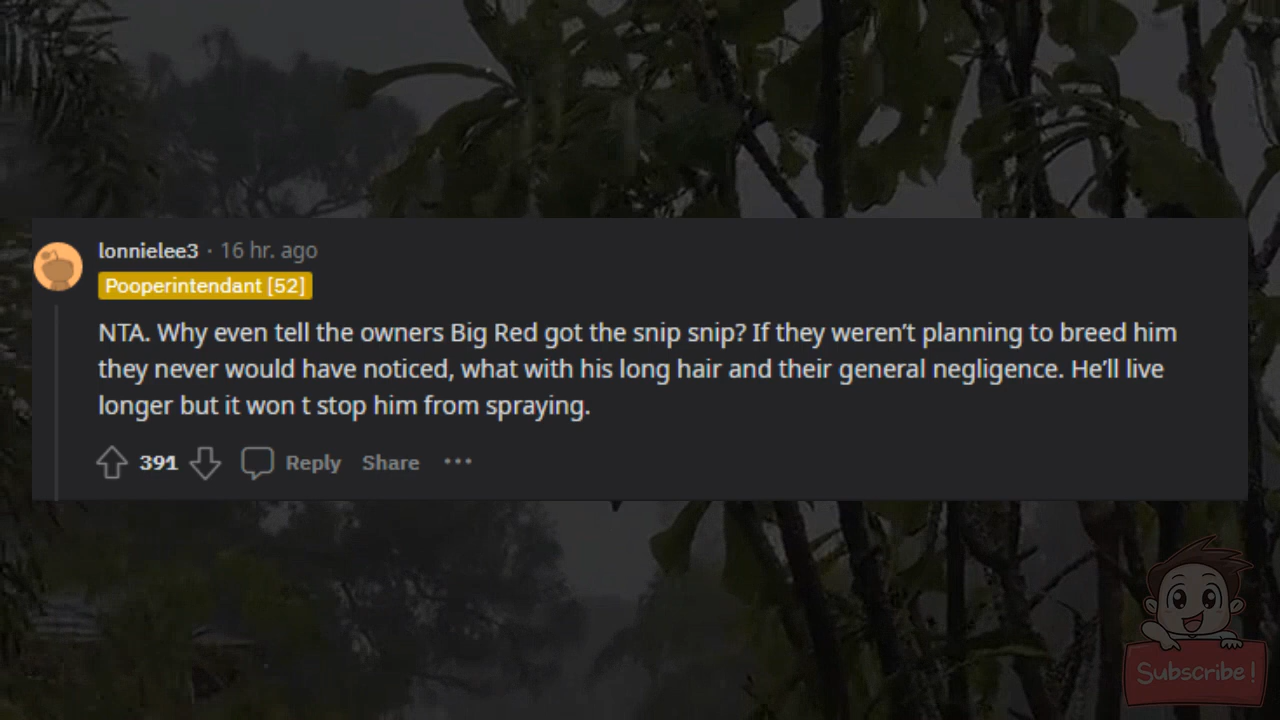 lonnielee3 · 16 hr. ago
Pooperintendant [52]
NTA. Why even tell the owners Big Red got the snip snip? If they weren’t planning to breed him
they never would have noticed, what with his long hair and their general negligence. He’ll live
longer but it won t stop him from spraying.
391 Reply Share ...
Subscribe!